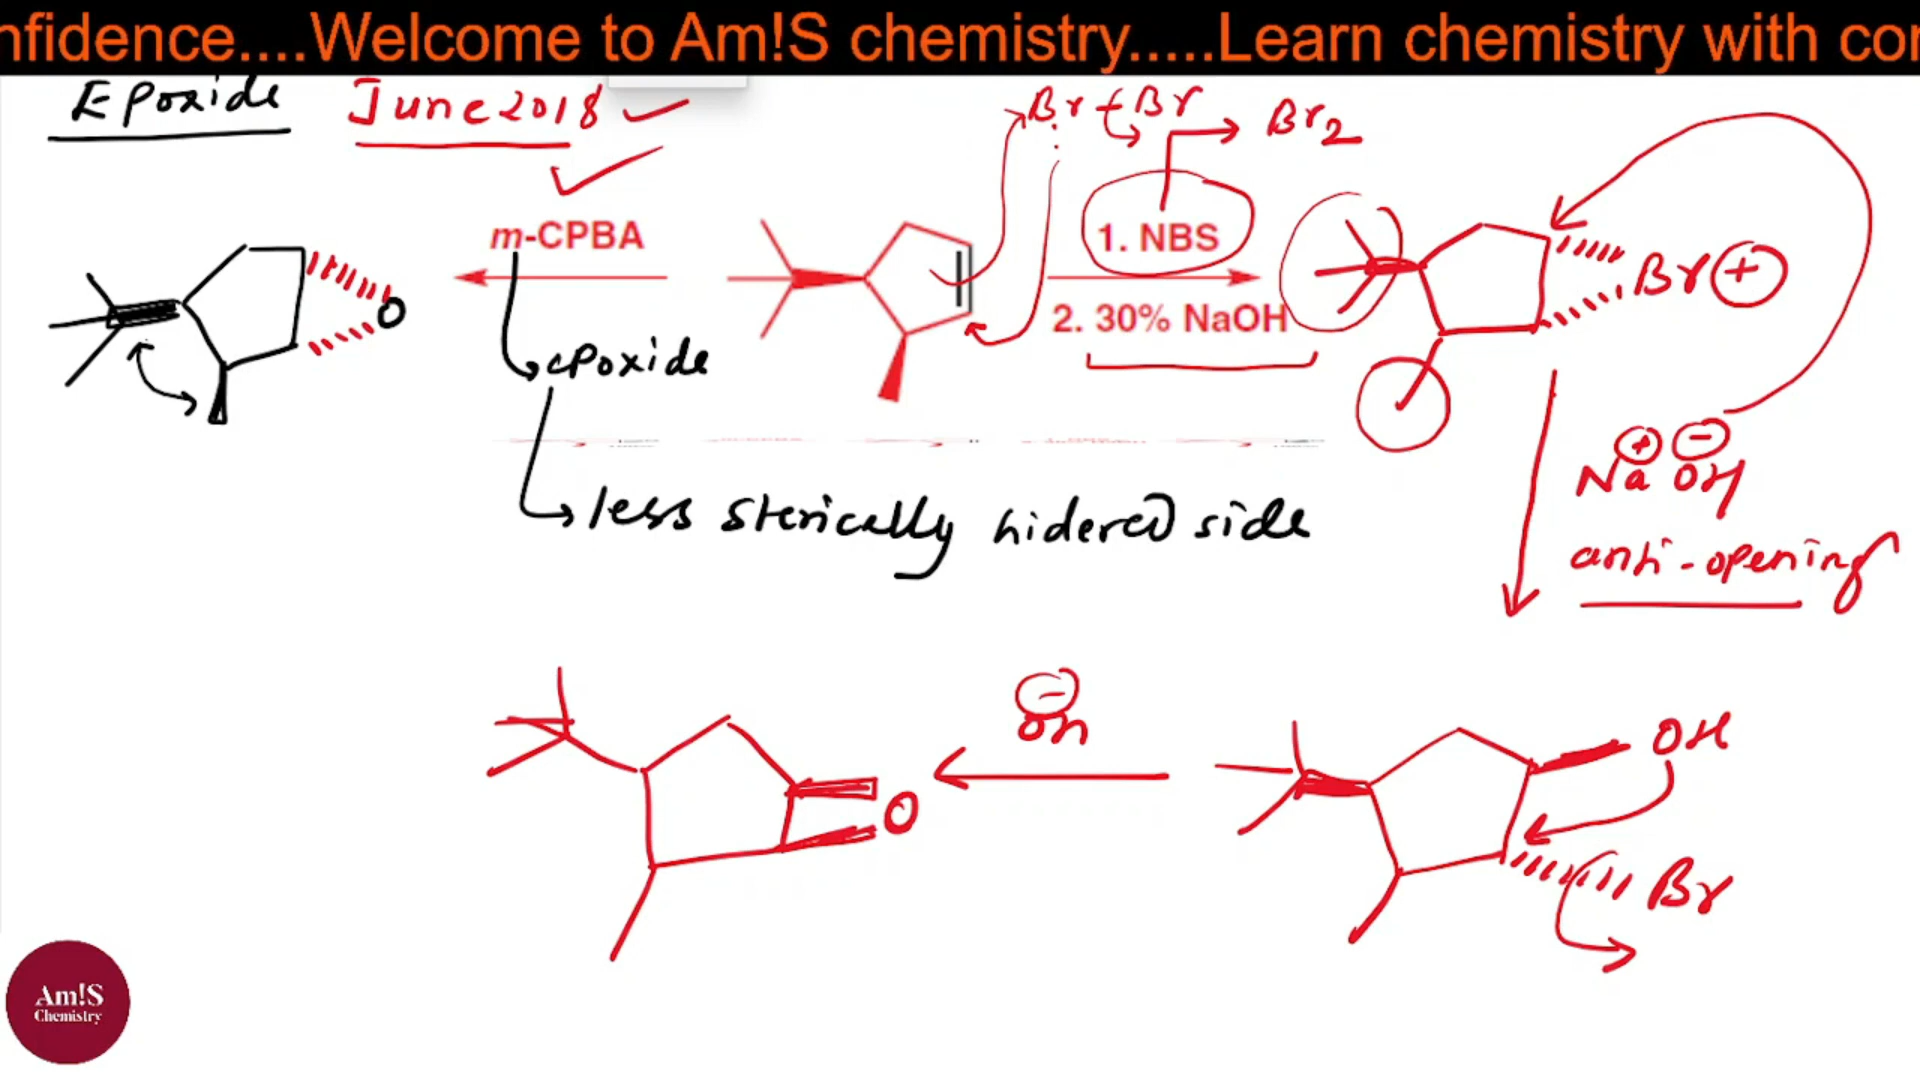 nfidence....Welcome to Am!S chemistry.....Learn chemistry with cor
Epoxide June 2018
Br Br Br2
m-CPBA
1. NBS
2. 30% NaOH
O
Br +
epoxide
+ -
Na OH
less sterically hidered side
anti-opening
-
OH
OH
O
Br
Am!S
Chemistry